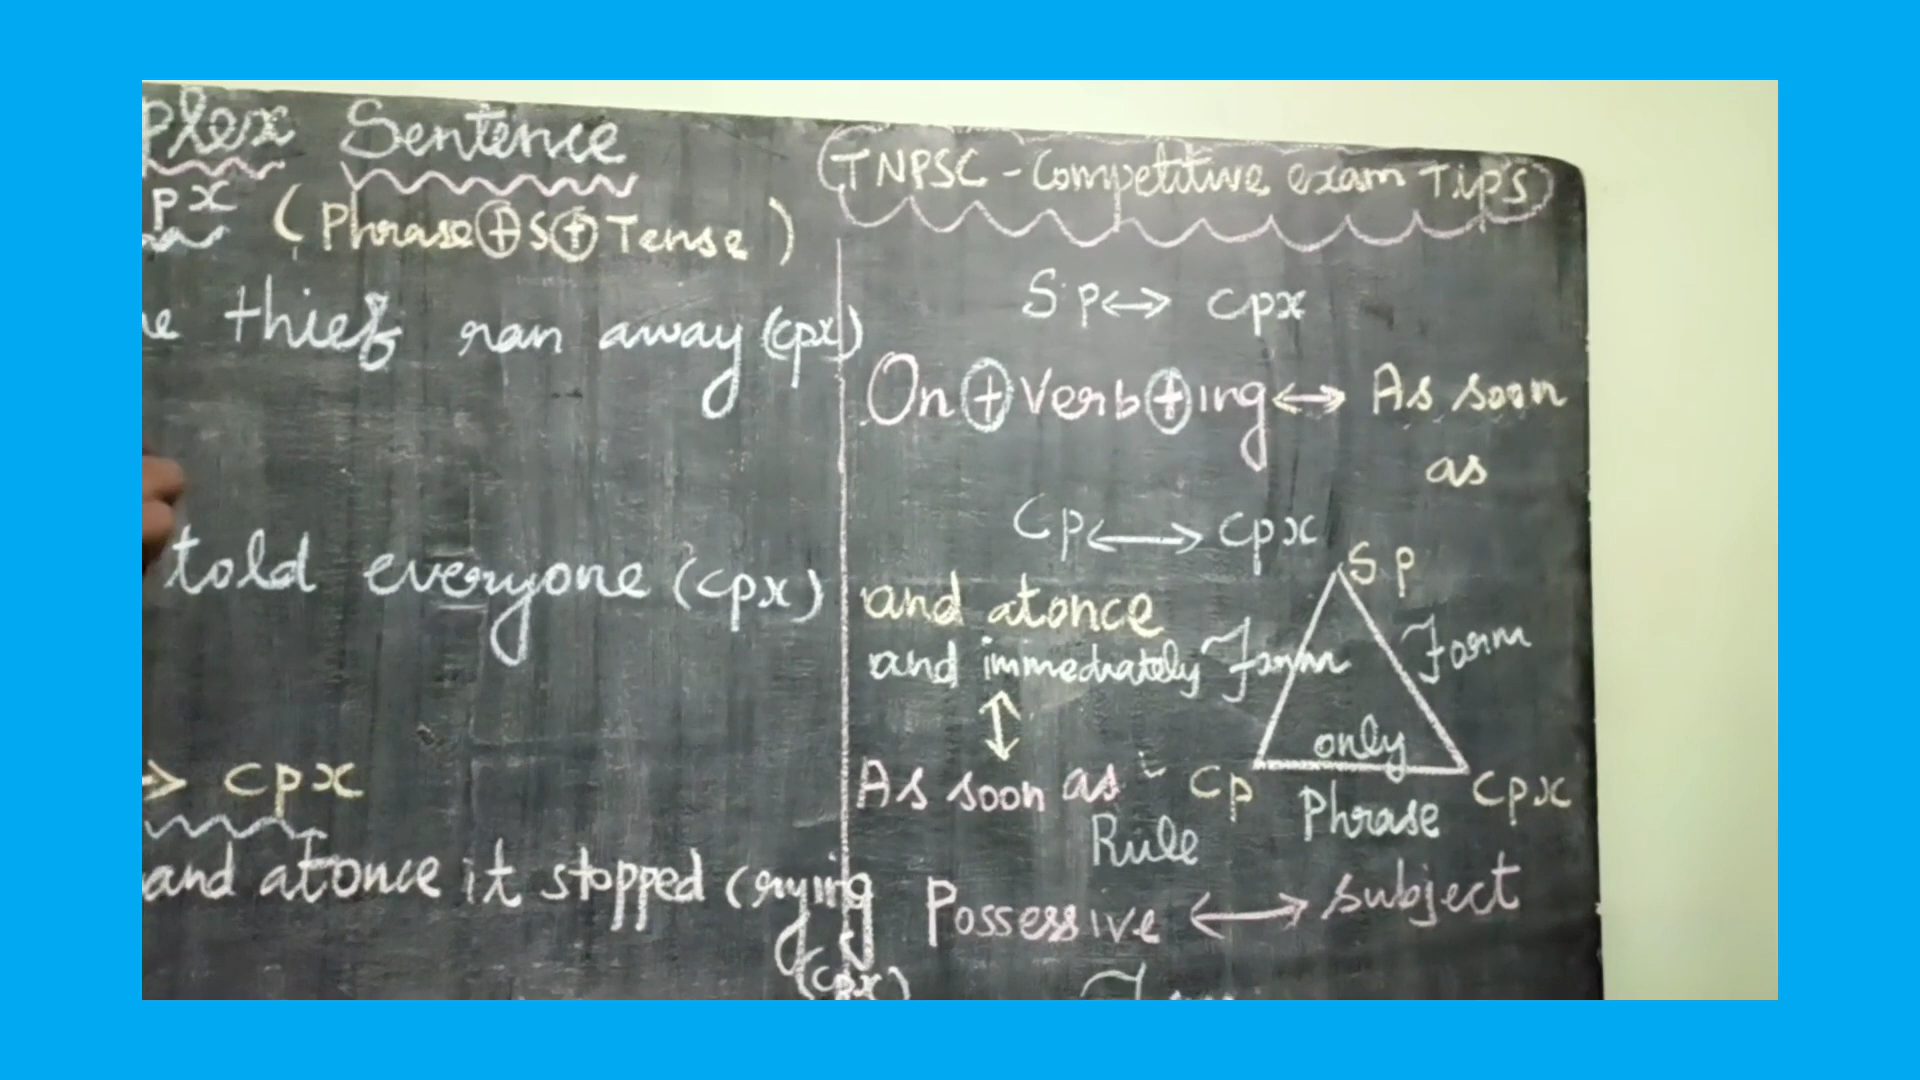 plex Sentence
px (Phrase + S + Tense)
e thief ran away (cpx)
told everyone (cpx)
→ cpx
and atonce it stopped crying
(cpx)
TNPSC - Competitive exam Tips
S.p ↔ cpx
On + Verb + ing ↔ As soon
as
Cp ↔ cpx
and atonce
and immediately
↕
As soon as
S p
Form
Form
only
Cp
Cpx
Phrase
Rule
Possessive ↔ subject